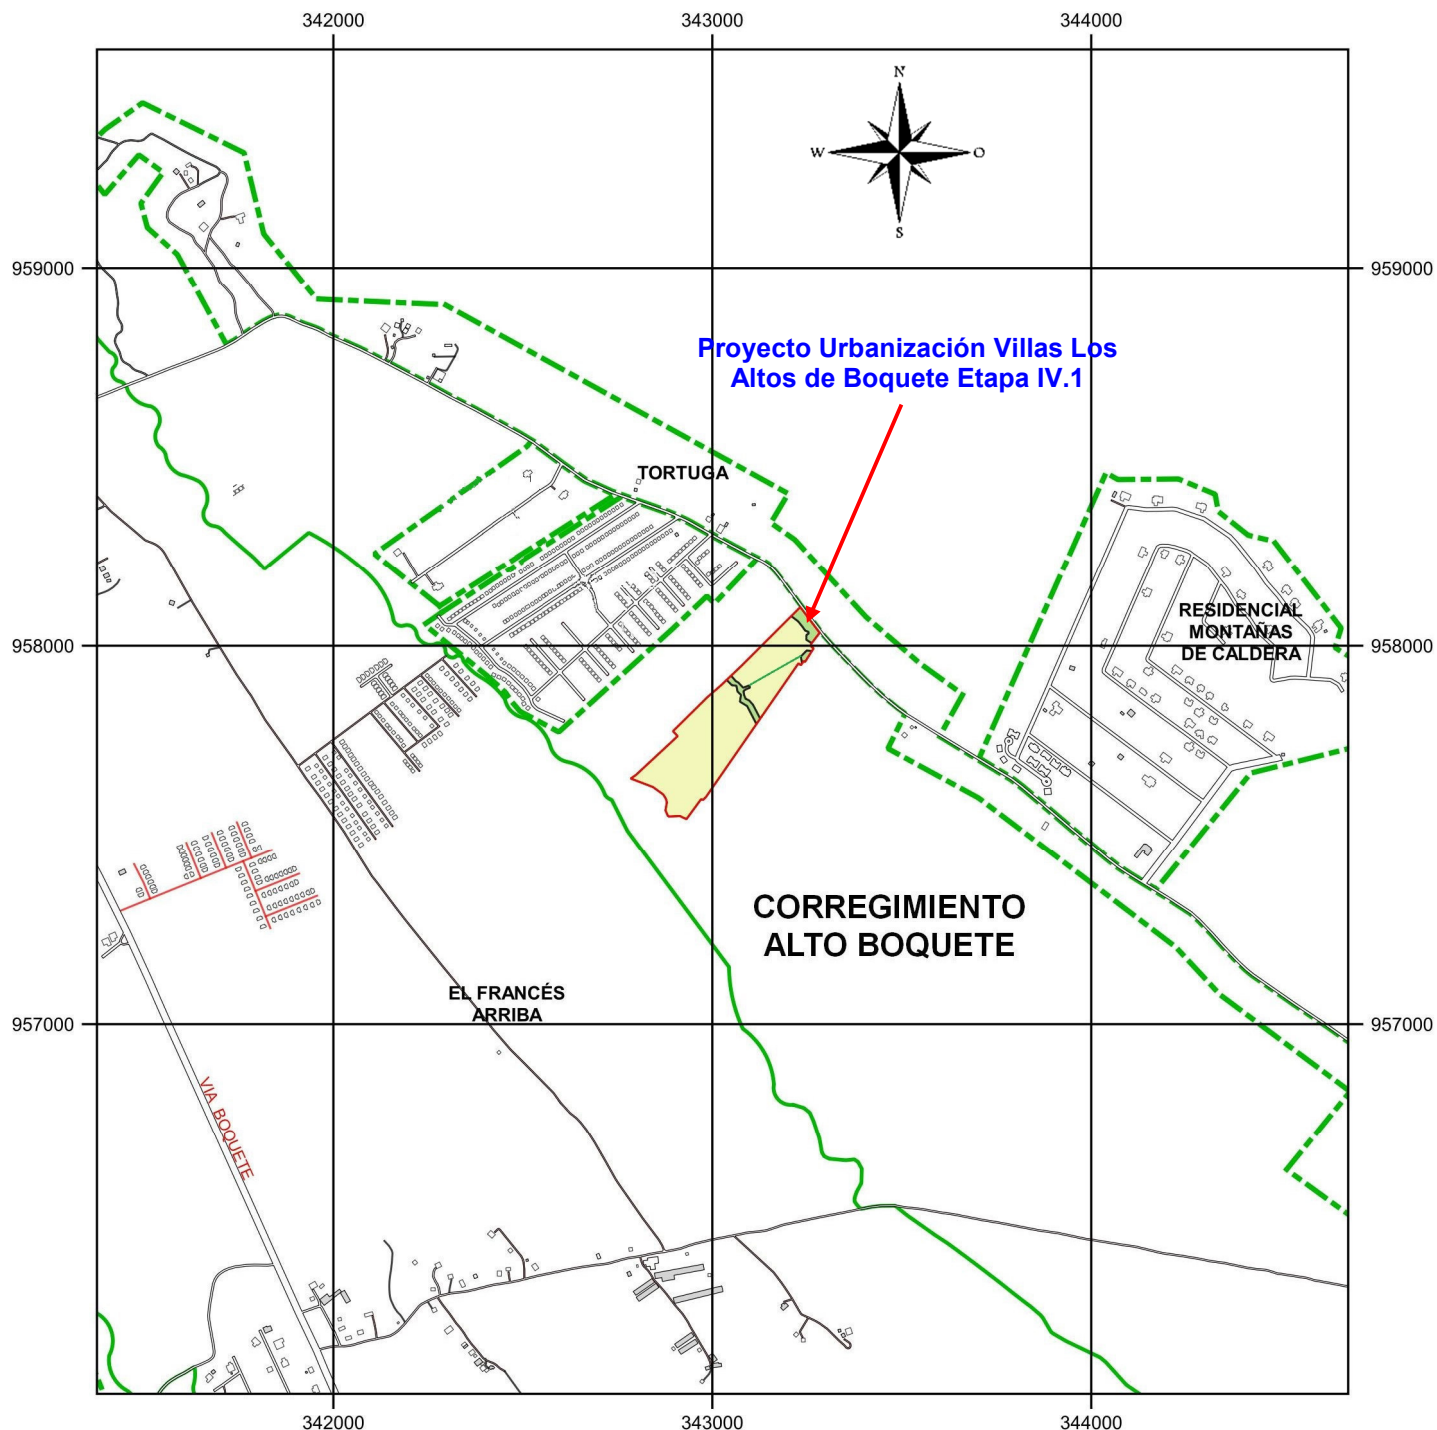 342000 343000 344000
N
W O
S
959000 959000
Proyecto Urbanización Villas Los
Altos de Boquete Etapa IV.1
TORTUGA
RESIDENCIAL
MONTAÑAS
DE CALDERA
958000 958000
CORREGIMIENTO
ALTO BOQUETE
EL FRANCÉS
ARRIBA
957000 957000
VIA BOQUETE
342000 343000 344000